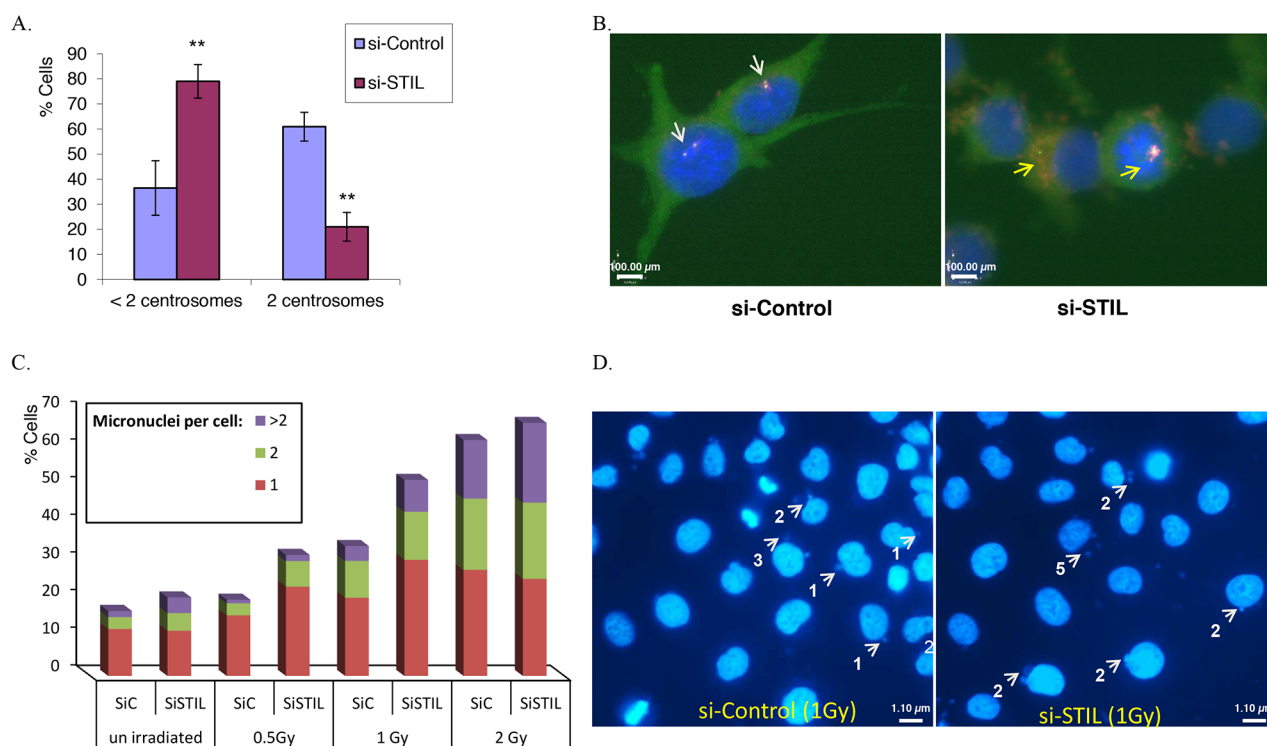 A.
si-Control
si-STIL
% Cells
90
80
70
60
50
40
30
20
10
0
**
**
< 2 centrosomes
2 centrosomes
B.
100.00 µm
100.00 µm
si-Control
si-STIL
C.
% Cells
70
60
50
40
30
20
10
0
Micronuclei per cell:
>2
2
1
SiC SiSTIL SiC SiSTIL SiC SiSTIL SiC SiSTIL
un irradiated 0.5Gy 1 Gy 2 Gy
D.
2
3
1
1
1
2
si-Control (1Gy)
1.10 µm
2
5
2
2
2
si-STIL (1Gy)
1.10 µm